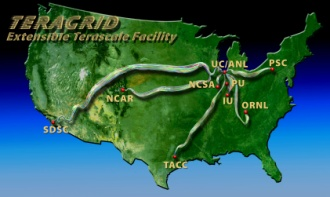 TERAGRID
Extensible Terascale Facility
UC/ANL
PSC
NCAR
NCSA
PU
IU
ORNL
SDSC
TACC